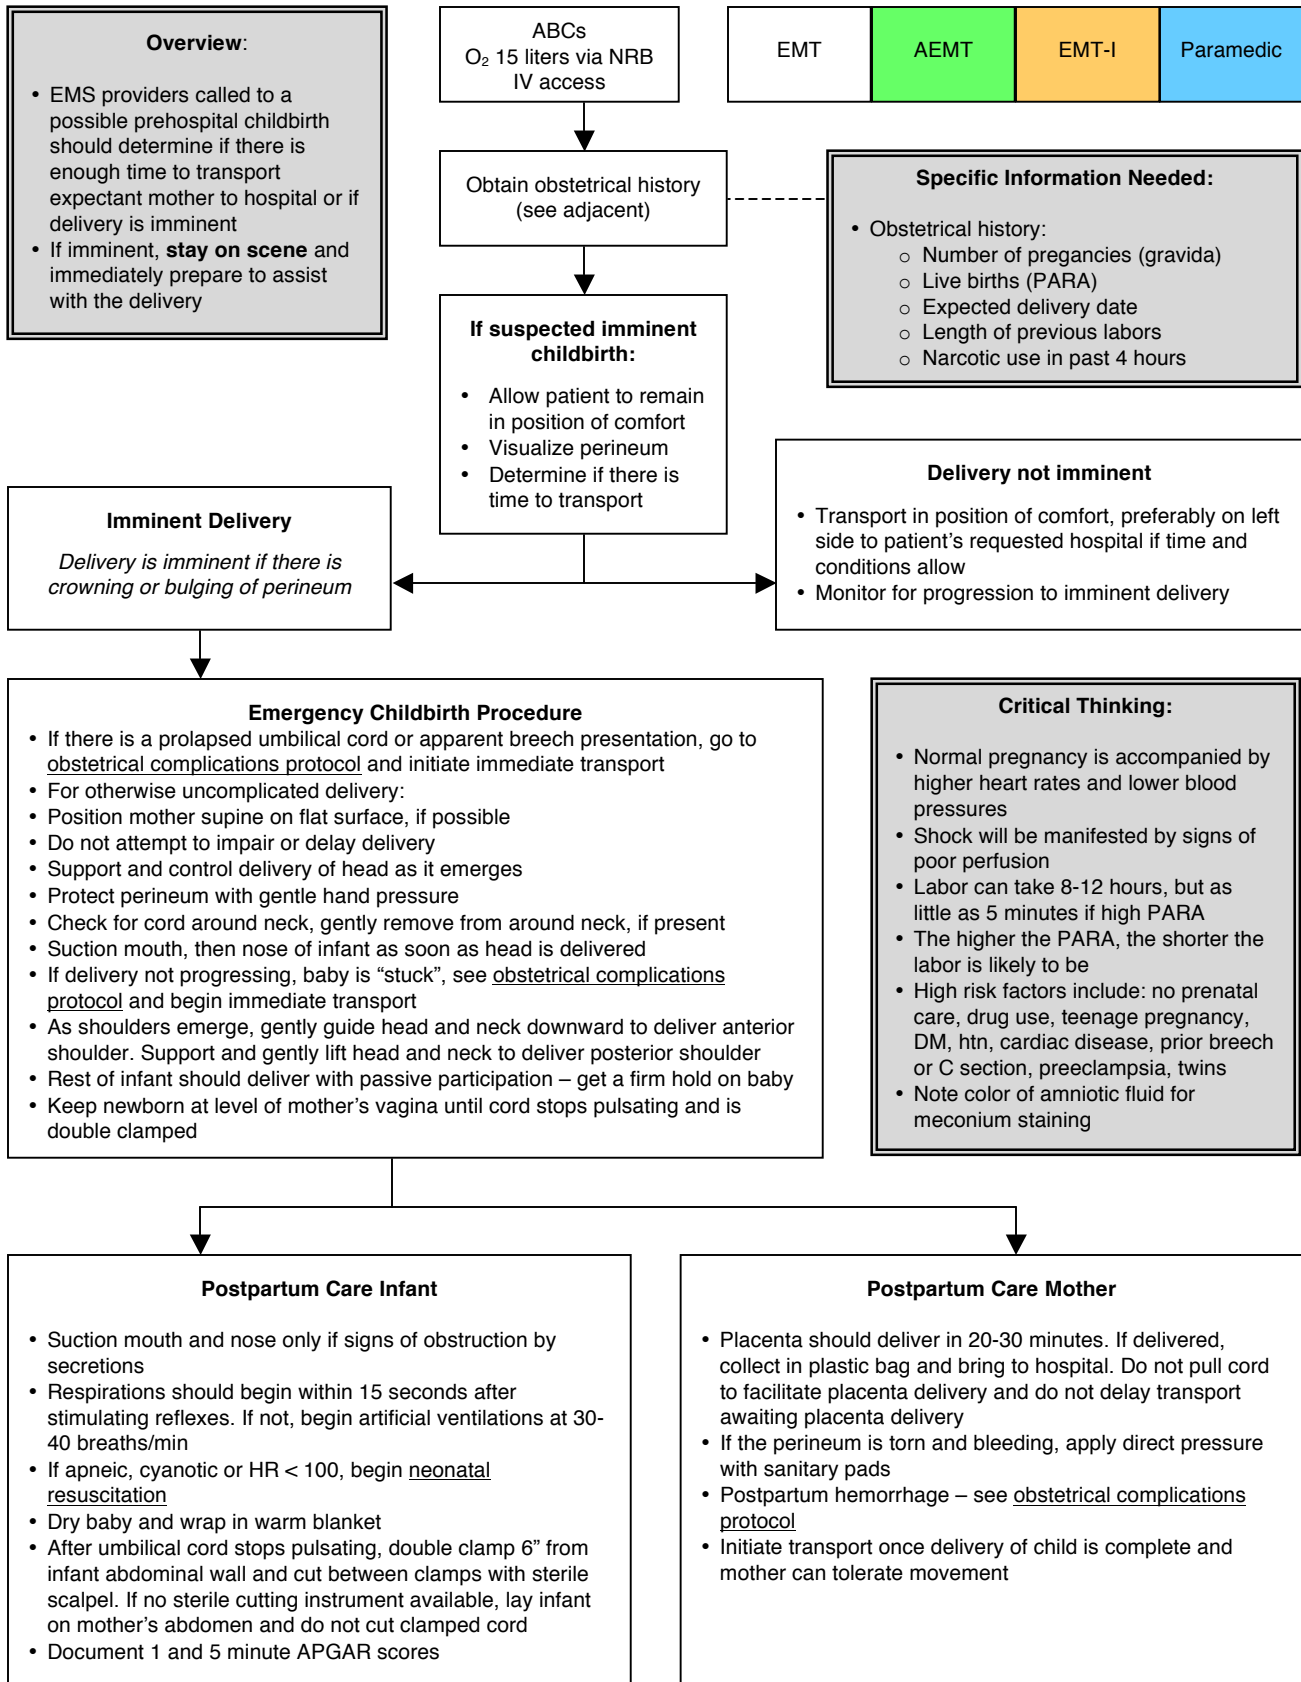 Overview:
• EMS providers called to a
possible prehospital childbirth
should determine if there is
enough time to transport
expectant mother to hospital or if
delivery is imminent
• If imminent, stay on scene and
immediately prepare to assist
with the delivery
ABCs
O₂ 15 liters via NRB
IV access
EMT
AEMT
EMT-I
Paramedic
Obtain obstetrical history
(see adjacent)
Specific Information Needed:
• Obstetrical history:
o Number of pregancies (gravida)
o Live births (PARA)
o Expected delivery date
o Length of previous labors
o Narcotic use in past 4 hours
If suspected imminent
childbirth:
• Allow patient to remain
in position of comfort
• Visualize perineum
• Determine if there is
time to transport
Imminent Delivery
Delivery is imminent if there is
crowning or bulging of perineum
Delivery not imminent
• Transport in position of comfort, preferably on left
side to patient’s requested hospital if time and
conditions allow
• Monitor for progression to imminent delivery
Emergency Childbirth Procedure
• If there is a prolapsed umbilical cord or apparent breech presentation, go to
obstetrical complications protocol and initiate immediate transport
• For otherwise uncomplicated delivery:
• Position mother supine on flat surface, if possible
• Do not attempt to impair or delay delivery
• Support and control delivery of head as it emerges
• Protect perineum with gentle hand pressure
• Check for cord around neck, gently remove from around neck, if present
• Suction mouth, then nose of infant as soon as head is delivered
• If delivery not progressing, baby is “stuck”, see obstetrical complications
protocol and begin immediate transport
• As shoulders emerge, gently guide head and neck downward to deliver anterior
shoulder. Support and gently lift head and neck to deliver posterior shoulder
• Rest of infant should deliver with passive participation – get a firm hold on baby
• Keep newborn at level of mother’s vagina until cord stops pulsating and is
double clamped
Critical Thinking:
• Normal pregnancy is accompanied by
higher heart rates and lower blood
pressures
• Shock will be manifested by signs of
poor perfusion
• Labor can take 8-12 hours, but as
little as 5 minutes if high PARA
• The higher the PARA, the shorter the
labor is likely to be
• High risk factors include: no prenatal
care, drug use, teenage pregnancy,
DM, htn, cardiac disease, prior breech
or C section, preeclampsia, twins
• Note color of amniotic fluid for
meconium staining
Postpartum Care Infant
• Suction mouth and nose only if signs of obstruction by
secretions
• Respirations should begin within 15 seconds after
stimulating reflexes. If not, begin artificial ventilations at 30-
40 breaths/min
• If apneic, cyanotic or HR < 100, begin neonatal
resuscitation
• Dry baby and wrap in warm blanket
• After umbilical cord stops pulsating, double clamp 6” from
infant abdominal wall and cut between clamps with sterile
scalpel. If no sterile cutting instrument available, lay infant
on mother’s abdomen and do not cut clamped cord
• Document 1 and 5 minute APGAR scores
Postpartum Care Mother
• Placenta should deliver in 20-30 minutes. If delivered,
collect in plastic bag and bring to hospital. Do not pull cord
to facilitate placenta delivery and do not delay transport
awaiting placenta delivery
• If the perineum is torn and bleeding, apply direct pressure
with sanitary pads
• Postpartum hemorrhage – see obstetrical complications
protocol
• Initiate transport once delivery of child is complete and
mother can tolerate movement